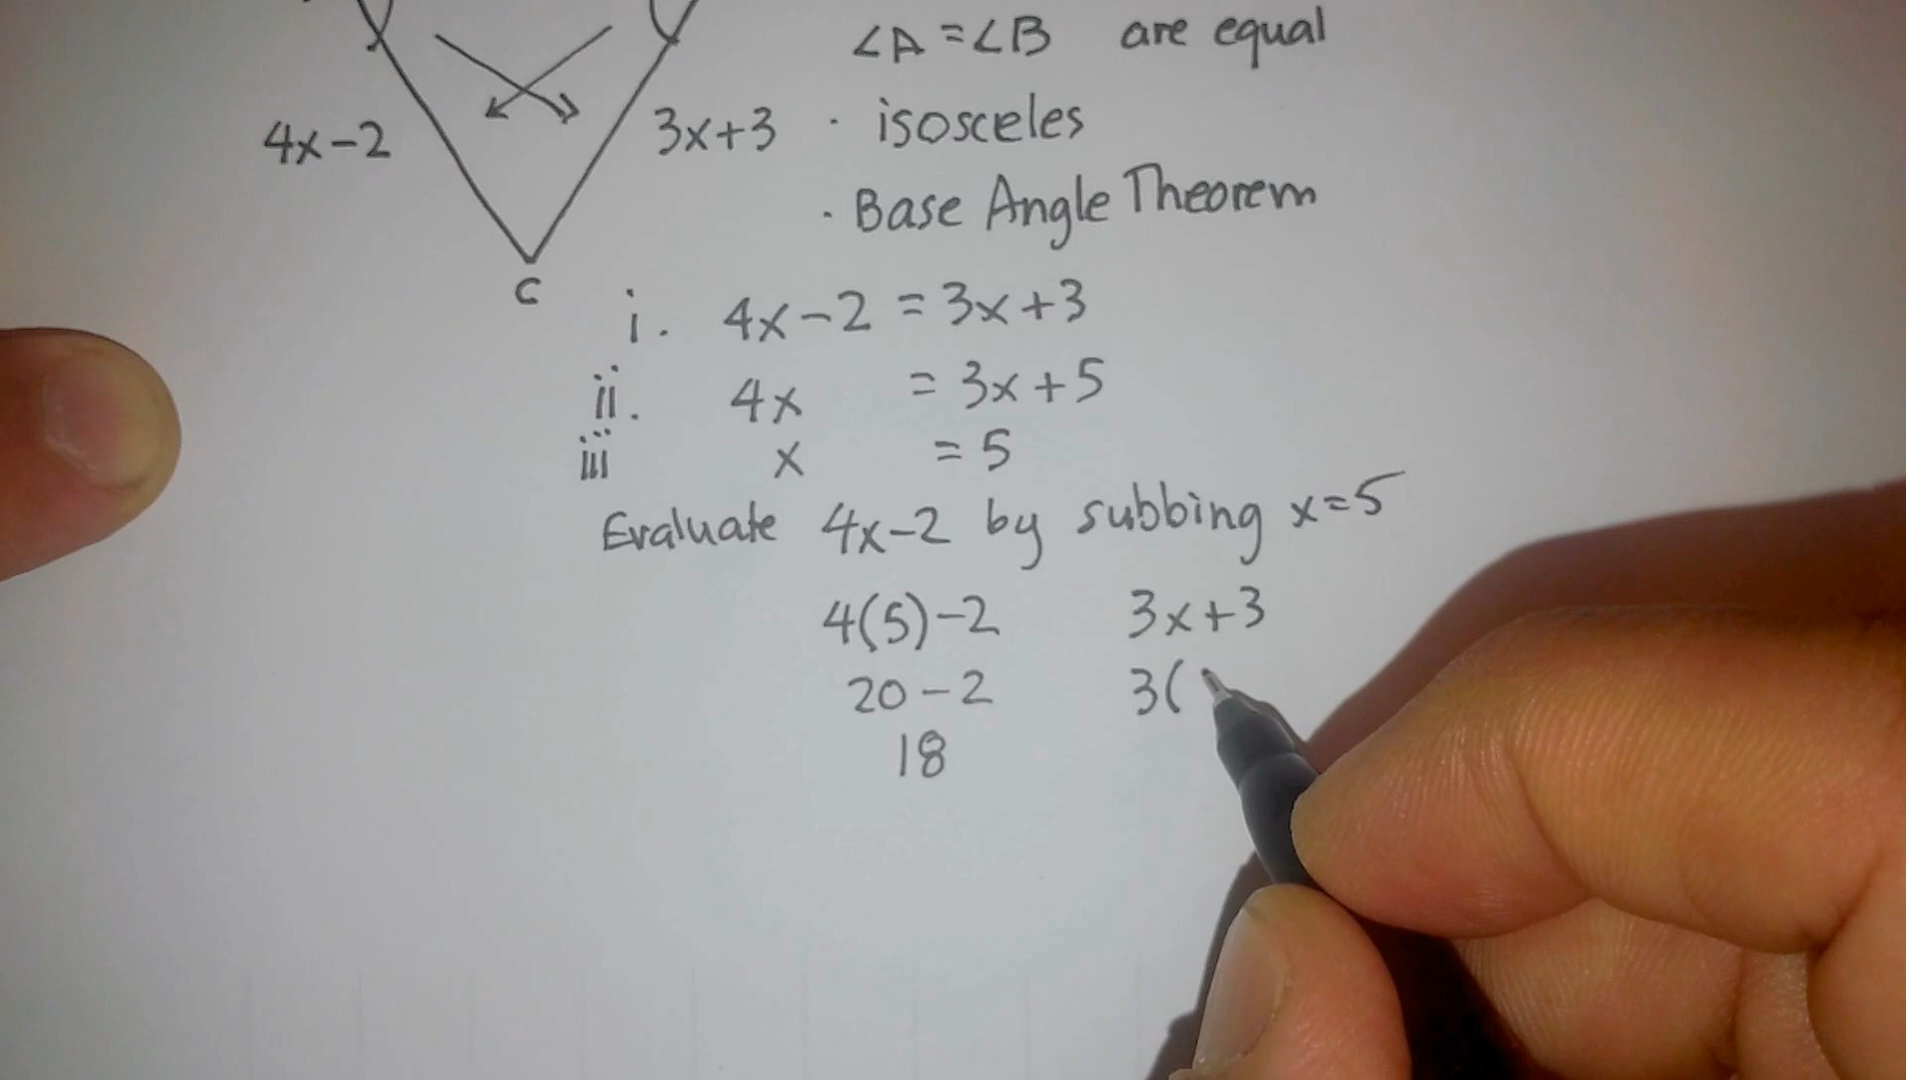 ∠A = ∠B are equal
4x-2
3x+3
· isosceles
· Base Angle Theorem
C
i. 4x-2 = 3x+3
ii. 4x = 3x+5
iii x = 5
Evaluate 4x-2 by subbing x=5
4(5)-2 3x+3
20-2 3(
18